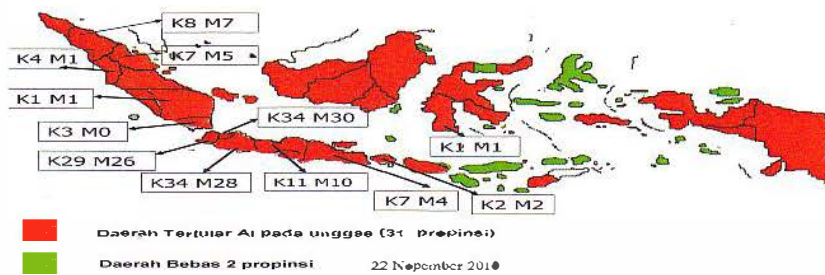 K8 M7
K7 M5
K4 M1
K1 M1
K34 M30
K3 M0
K1 M1
K29 M26
K34 M28
K11 M10
K7 M4
K2 M2
Daerah Tertular AI pada unggas (31 Propinsi)
Daerah Bebas 2 propinsi
22 Nopember 2010